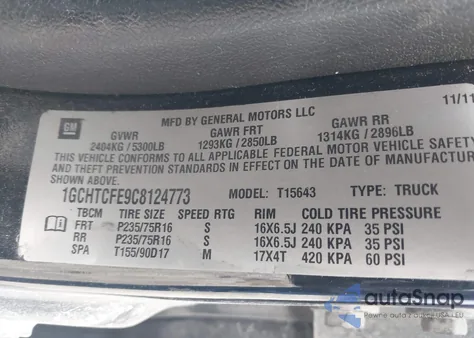 MFD BY GENERAL MOTORS LLC 11/11
GM GVWR GAWR FRT GAWR RR
2404KG / 5300LB 1293KG / 2850LB 1314KG / 2896LB
THIS VEHICLE CONFORMS TO ALL APPLICABLE FEDERAL MOTOR VEHICLE SAFETY
AND THEFT PREVENTION STANDARDS IN EFFECT ON THE DATE OF MANUFACTUR
SHOWN ABOVE.
1GCHTCFE9C8124773 MODEL: T15643 TYPE: TRUCK
TBCM TIRE SIZE SPEED RTG RIM COLD TIRE PRESSURE
FRT P235/75R16 S 16X6.5J 240 KPA 35 PSI
RR P235/75R16 S 16X6.5J 240 KPA 35 PSI
SPA T155/90D17 M 17X4T 420 KPA 60 PSI
autoSnap